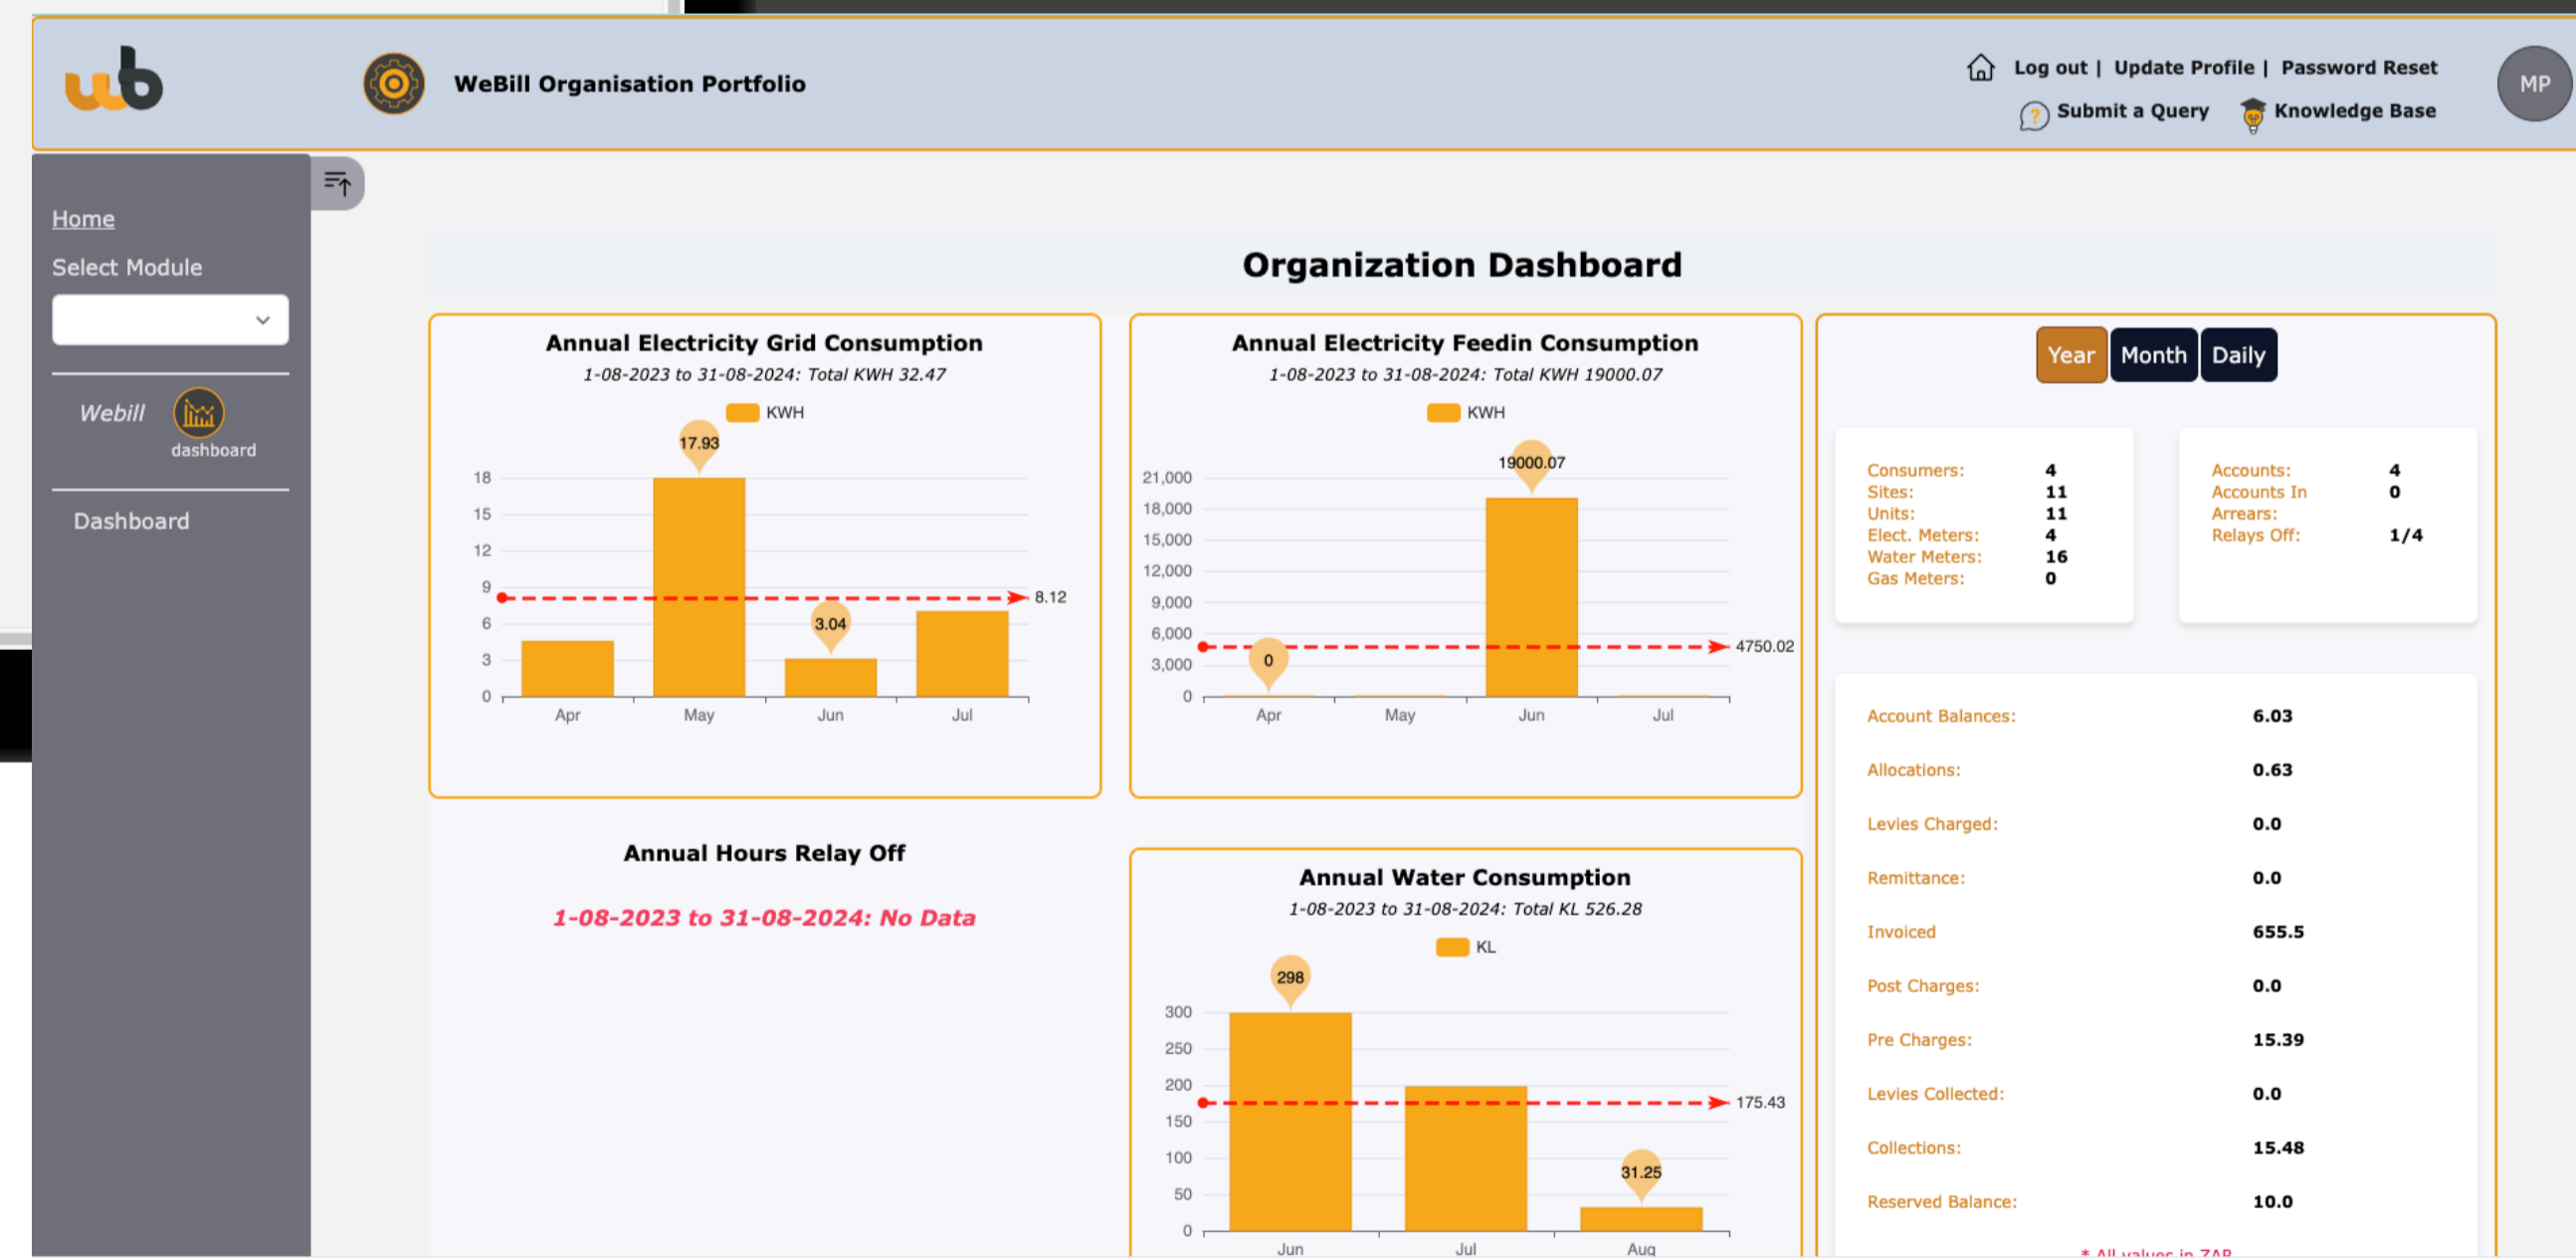 wb
WeBill Organisation Portfolio
Log out | Update Profile | Password Reset
Submit a Query Knowledge Base
MP
Home
Select Module
Webill
dashboard
Dashboard
Organization Dashboard
Annual Electricity Grid Consumption
1-08-2023 to 31-08-2024: Total KWH 32.47
KWH
17.93
18
15
12
9
8.12
6
3.04
3
0
Apr May Jun Jul
Annual Electricity Feedin Consumption
1-08-2023 to 31-08-2024: Total KWH 19000.07
KWH
19000.07
21,000
18,000
15,000
12,000
9,000
6,000
4750.02
3,000
0
0
Apr May Jun Jul
Annual Hours Relay Off
1-08-2023 to 31-08-2024: No Data
Annual Water Consumption
1-08-2023 to 31-08-2024: Total KL 526.28
KL
298
300
250
200
175.43
150
100
31.25
50
0
Jun Jul Aug
Year Month Daily
Consumers: 4
Sites: 11
Units: 11
Elect. Meters: 4
Water Meters: 16
Gas Meters: 0
Accounts: 4
Accounts In 0
Arrears:
Relays Off: 1/4
Account Balances: 6.03
Allocations: 0.63
Levies Charged: 0.0
Remittance: 0.0
Invoiced 655.5
Post Charges: 0.0
Pre Charges: 15.39
Levies Collected: 0.0
Collections: 15.48
Reserved Balance: 10.0
* All values in ZAR